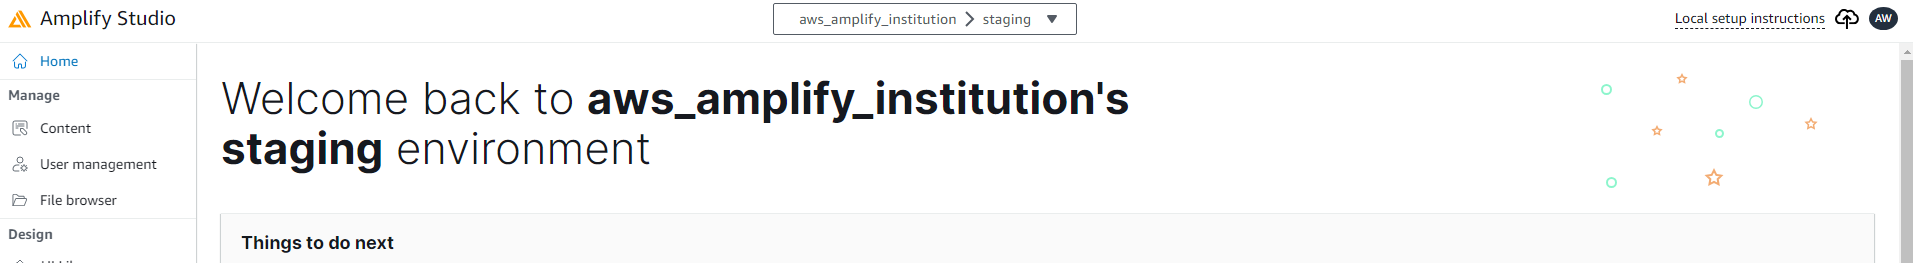 Amplify Studio
aws_amplify_institution > staging
Local setup instructions
AW
Home
Manage
Content
User management
File browser
Design
Welcome back to aws_amplify_institution's
staging environment
Things to do next